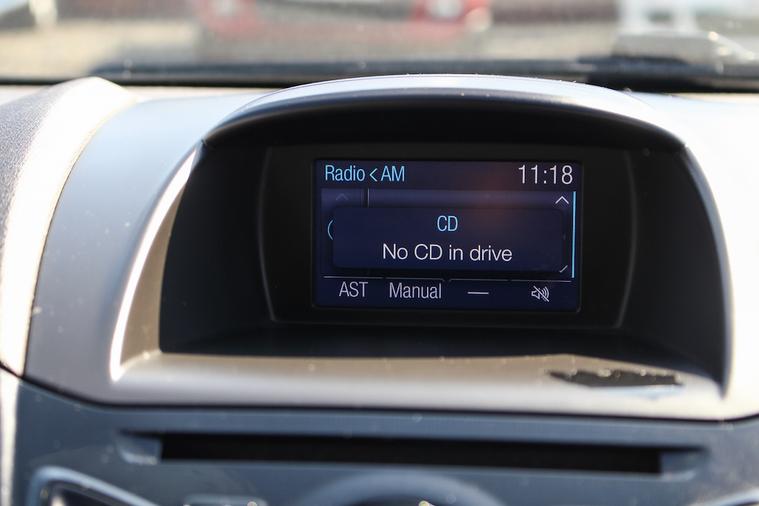 Radio < AM 11:18
CD
No CD in drive
AST Manual —